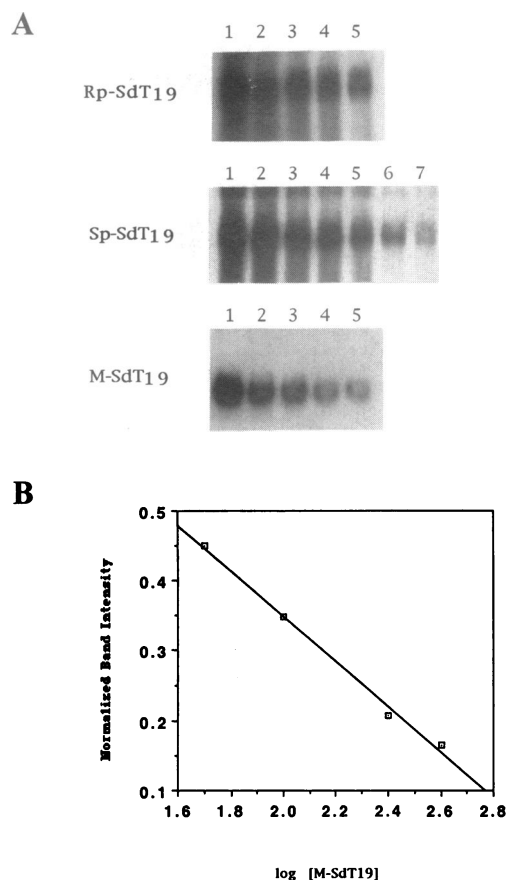 A
1 2 3 4 5
Rp-SdT19
1 2 3 4 5 6 7
Sp-SdT19
1 2 3 4 5
M-SdT19
B
Normalized Band Intensity
0.5
0.4
0.3
0.2
0.1
1.6 1.8 2.0 2.2 2.4 2.6 2.8
log [M-SdT19]